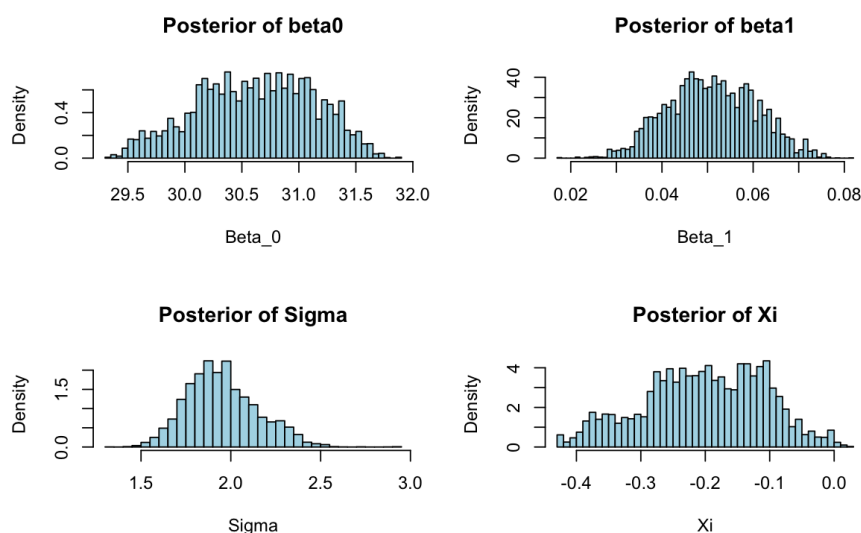 Posterior of beta0
Density
0.0 0.4
29.5 30.0 30.5 31.0 31.5 32.0
Beta_0
Posterior of beta1
Density
0 20 40
0.02 0.04 0.06 0.08
Beta_1
Posterior of Sigma
Density
0.0 1.5
1.5 2.0 2.5 3.0
Sigma
Posterior of Xi
Density
0 2 4
-0.4 -0.3 -0.2 -0.1 0.0
Xi